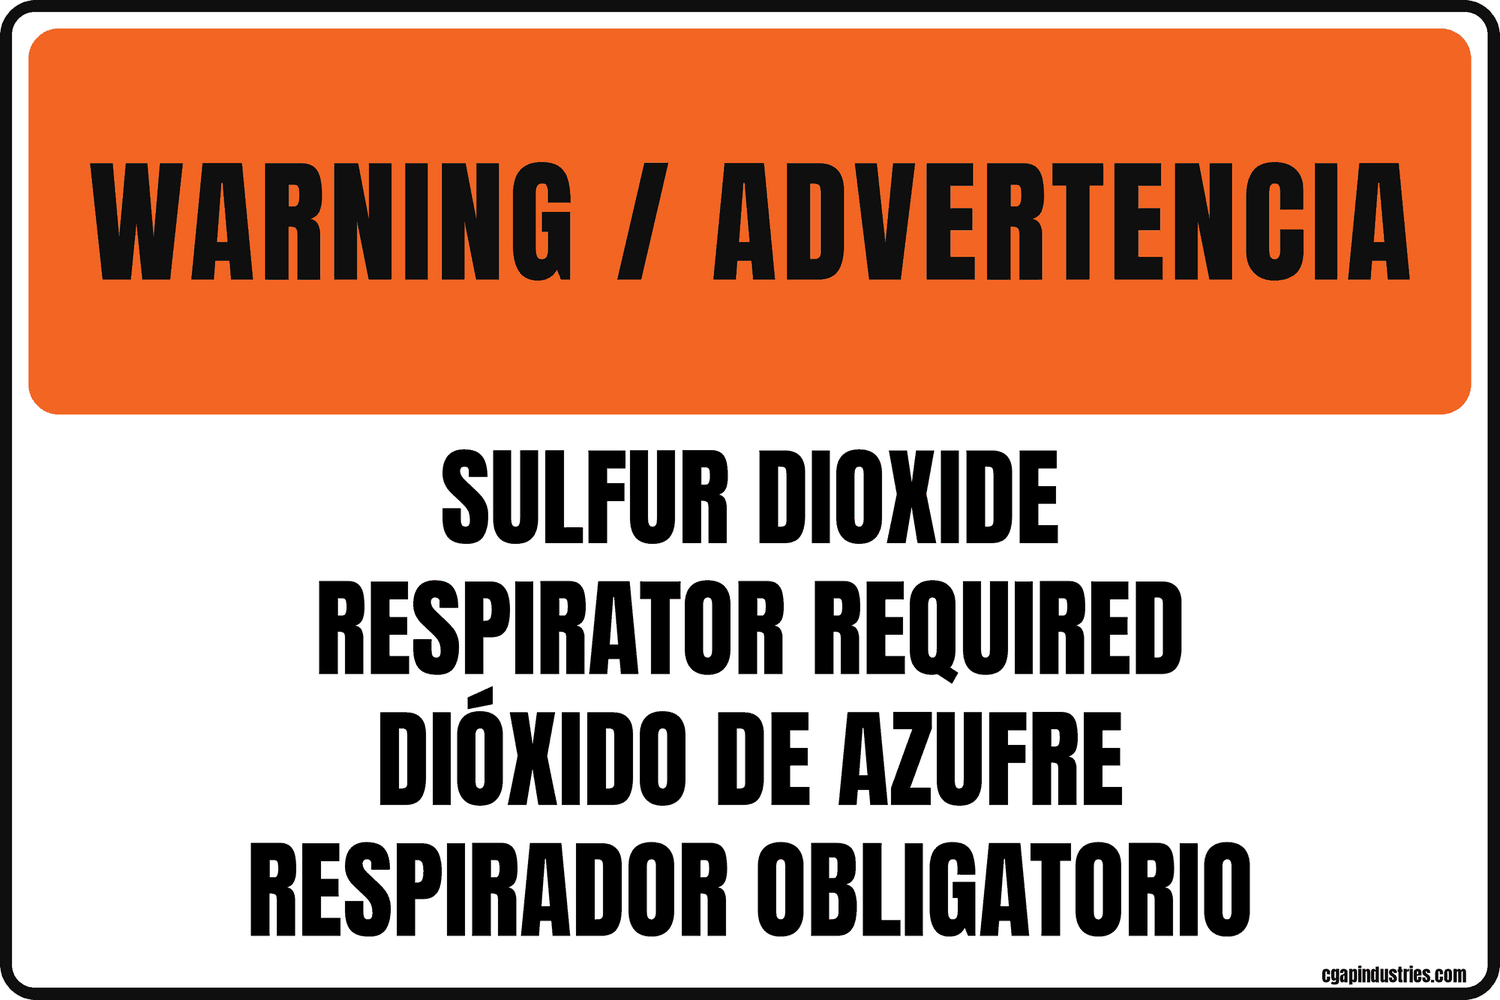 WARNING / ADVERTENCIA
SULFUR DIOXIDE
RESPIRATOR REQUIRED
DIÓXIDO DE AZUFRE
RESPIRADOR OBLIGATORIO
cgapindustries.com